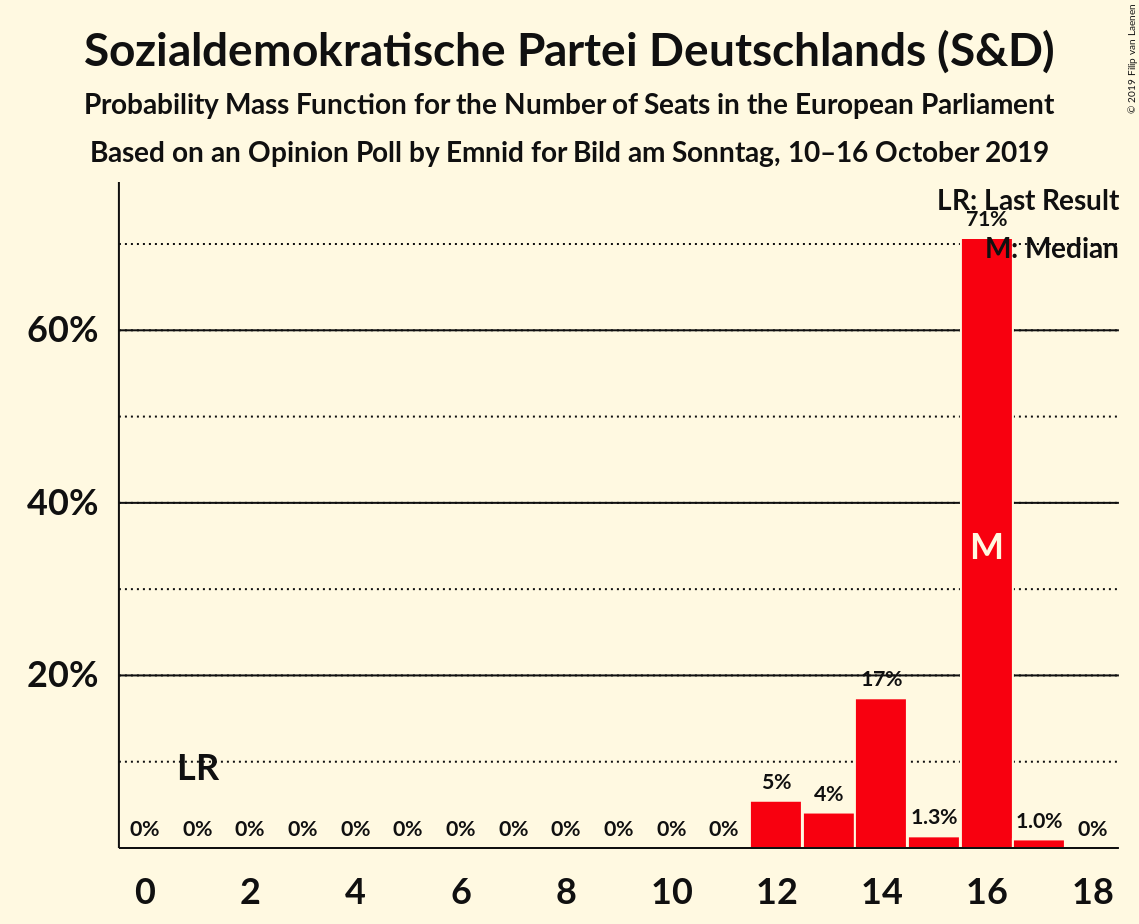 Sozialdemokratische Partei Deutschlands (S&D)
Probability Mass Function for the Number of Seats in the European Parliament
Based on an Opinion Poll by Emnid for Bild am Sonntag, 10–16 October 2019
© 2019 Filip van Laenen
LR: Last Result
71%
M: Median
60%
40%
M
20%
17%
LR
5%
4%
1.3%
1.0%
0% 0% 0% 0% 0% 0% 0% 0% 0% 0% 0% 0% 0%
0 2 4 6 8 10 12 14 16 18